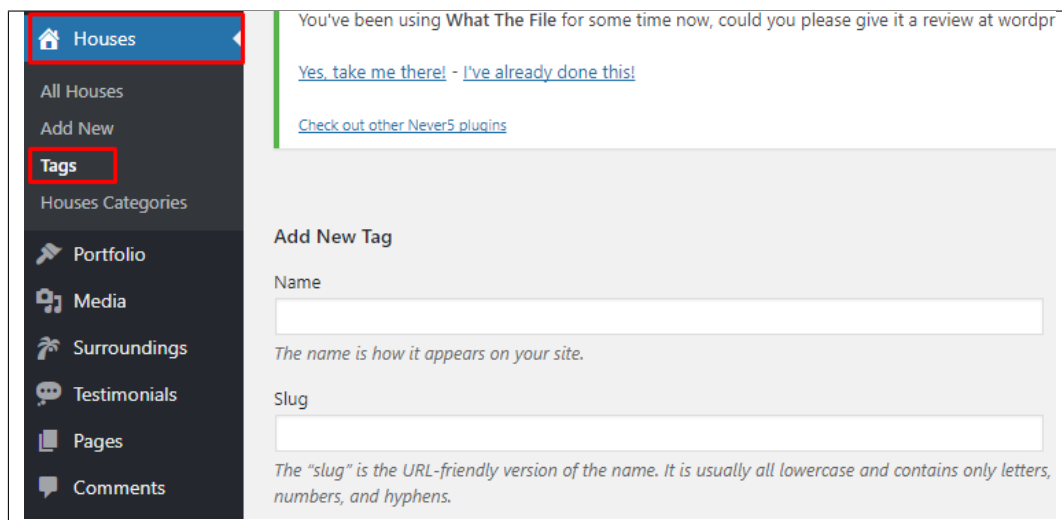 Houses
All Houses
Add New
Tags
Houses Categories
Portfolio
Media
Surroundings
Testimonials
Pages
Comments
You've been using What The File for some time now, could you please give it a review at wordpr
Yes, take me there! - I've already done this!
Check out other Never5 plugins
Add New Tag
Name
The name is how it appears on your site.
Slug
The “slug” is the URL-friendly version of the name. It is usually all lowercase and contains only letters,
numbers, and hyphens.